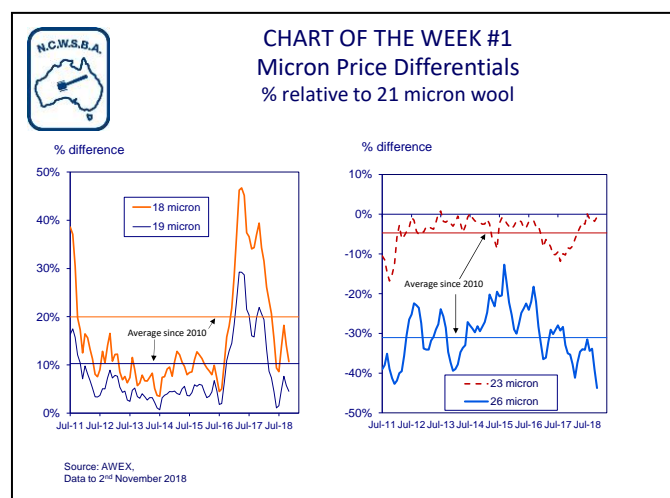 N.C.W.S.B.A.
CHART OF THE WEEK #1
Micron Price Differentials
% relative to 21 micron wool
% difference
50%
40%
30%
20%
10%
0%
18 micron
19 micron
Average since 2010
Jul-11 Jul-12 Jul-13 Jul-14 Jul-15 Jul-16 Jul-17 Jul-18
% difference
10%
0%
-10%
-20%
-30%
-40%
-50%
Average since 2010
23 micron
26 micron
Jul-11 Jul-12 Jul-13 Jul-14 Jul-15 Jul-16 Jul-17 Jul-18
Source: AWEX,
Data to 2nd November 2018